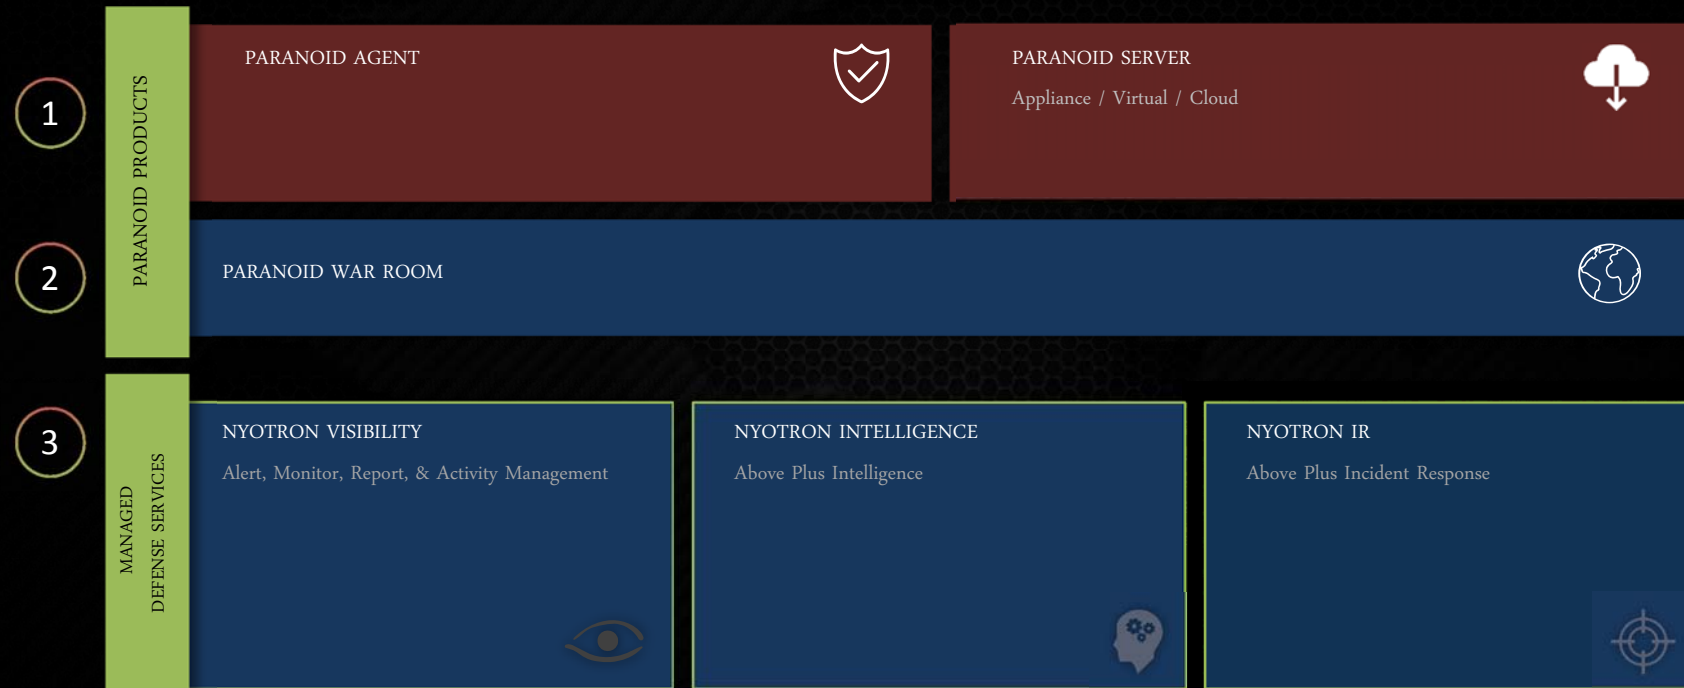 1
PARANOID PRODUCTS
PARANOID AGENT
PARANOID SERVER
Appliance / Virtual / Cloud
2
PARANOID WAR ROOM
3
MANAGED
DEFENSE SERVICES
NYOTRON VISIBILITY
Alert, Monitor, Report, & Activity Management
NYOTRON INTELLIGENCE
Above Plus Intelligence
NYOTRON IR
Above Plus Incident Response